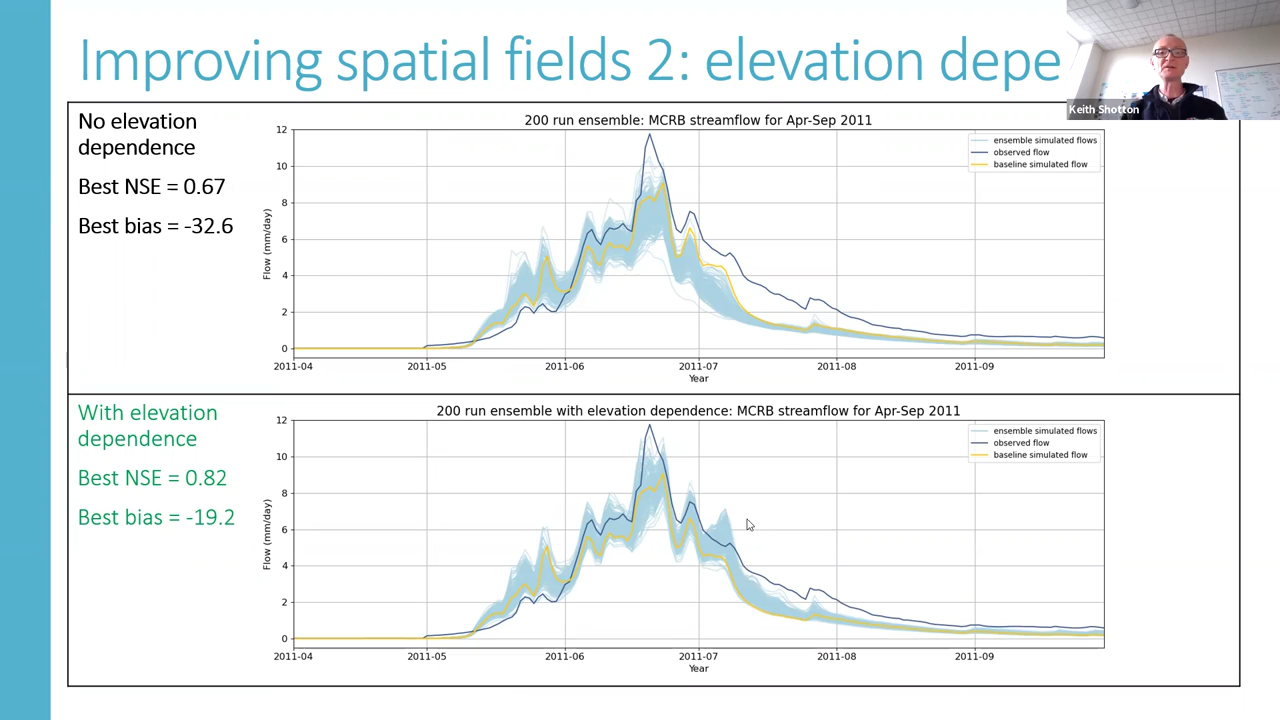 Improving spatial fields 2: elevation depe
Keith Shotton
No elevation
dependence
Best NSE = 0.67
Best bias = -32.6
200 run ensemble: MCRB streamflow for Apr-Sep 2011
ensemble simulated flows
observed flow
baseline simulated flow
Flow (mm/day)
12
10
8
6
4
2
0
2011-04 2011-05 2011-06 2011-07 2011-08 2011-09
Year
With elevation
dependence
Best NSE = 0.82
Best bias = -19.2
200 run ensemble with elevation dependence: MCRB streamflow for Apr-Sep 2011
ensemble simulated flows
observed flow
baseline simulated flow
Flow (mm/day)
12
10
8
6
4
2
0
2011-04 2011-05 2011-06 2011-07 2011-08 2011-09
Year